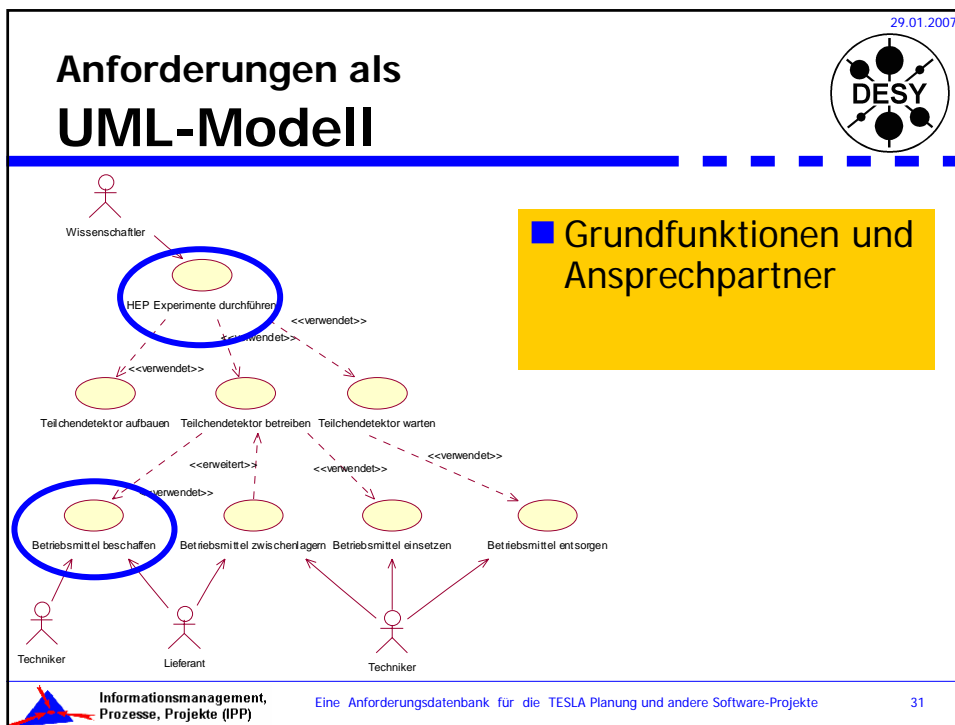 29.01.2007
Anforderungen als
UML-Modell
DESY
Wissenschaftler
HEP Experimente durchführen
<<verwendet>>
<<verwendet>>
<<verwendet>>
Teilchendetektor aufbauen
Teilchendetektor betreiben
Teilchendetektor warten
<<verwendet>>
<<erweitert>>
<<verwendet>>
<<verwendet>>
Betriebsmittel beschaffen
Betriebsmittel zwischenlagern
Betriebsmittel einsetzen
Betriebsmittel entsorgen
Techniker
Lieferant
Techniker
Grundfunktionen und
Ansprechpartner
Informationsmanagement,
Prozesse, Projekte (IPP)
Eine Anforderungsdatenbank für die TESLA Planung und andere Software-Projekte
31